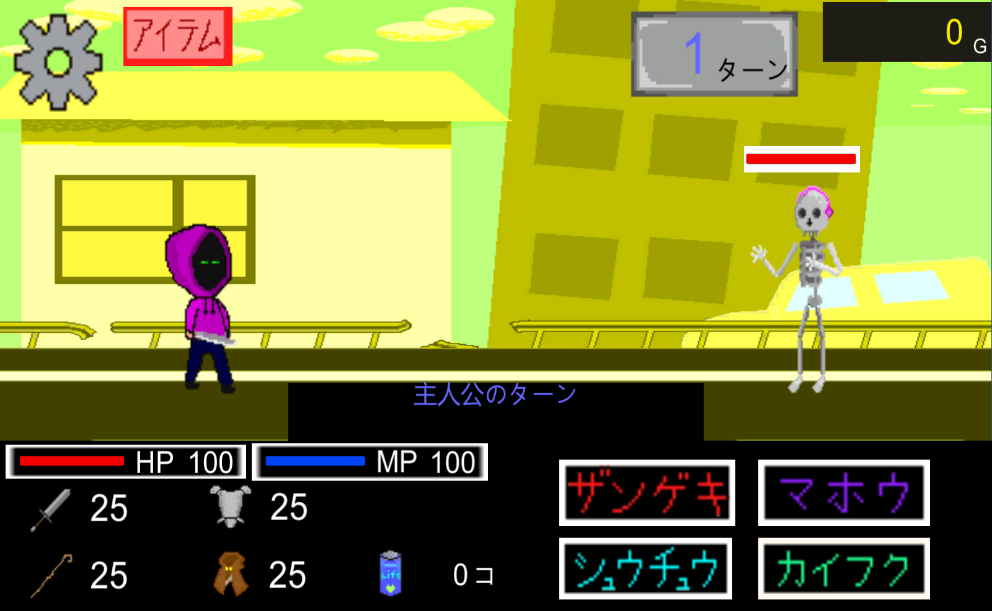 アイテム
1 ターン
0 G
主人公のターン
HP 100
MP 100
ザンゲキ
マホウ
25
25
シュウチュウ
カイフク
25
25
Life
0コ